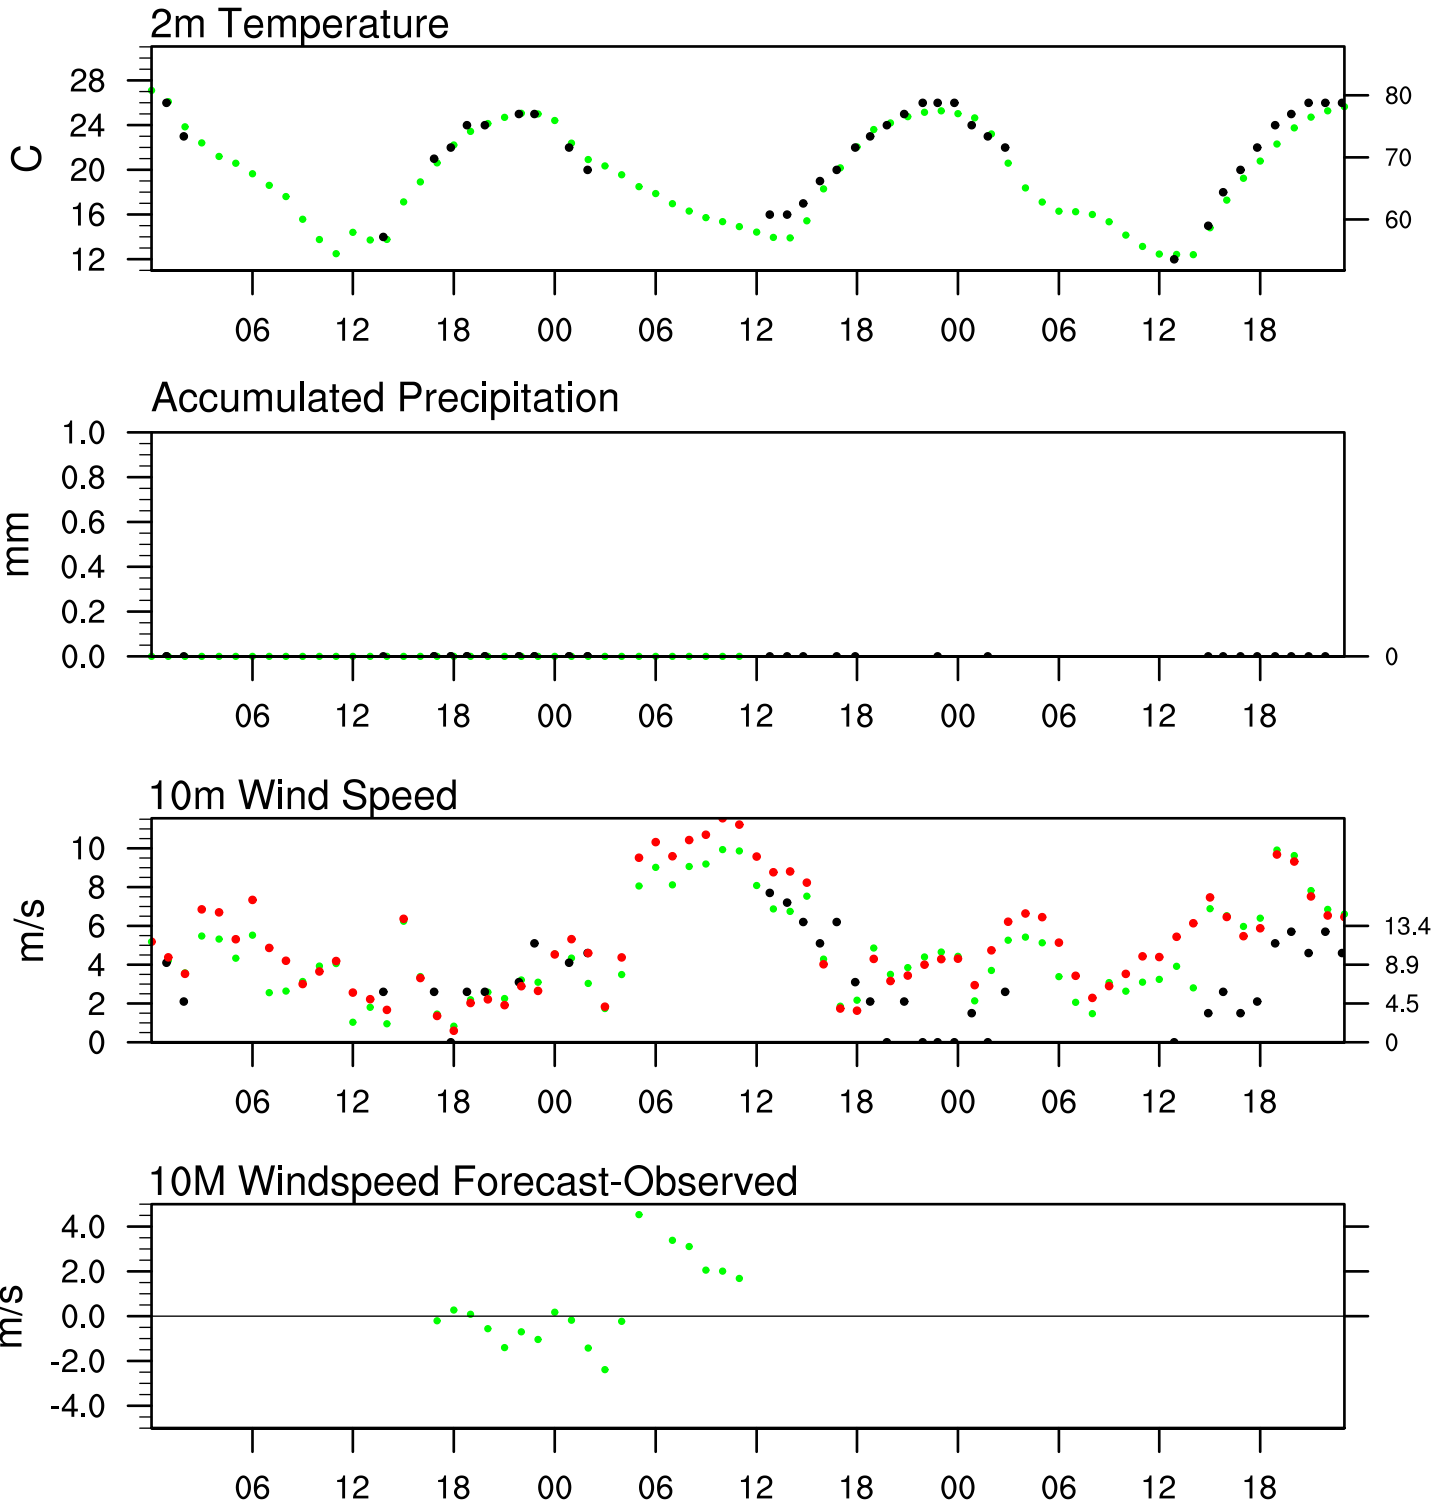 2m Temperature
28
24
20
16
12
C
80
70
60
06 12 18 00 06 12 18 00 06 12 18
Accumulated Precipitation
1.0
0.8
0.6
0.4
0.2
0.0
mm
0
06 12 18 00 06 12 18 00 06 12 18
10m Wind Speed
10
8
6
4
2
0
m/s
13.4
8.9
4.5
0
06 12 18 00 06 12 18 00 06 12 18
10M Windspeed Forecast-Observed
4.0
2.0
0.0
-2.0
-4.0
m/s
06 12 18 00 06 12 18 00 06 12 18